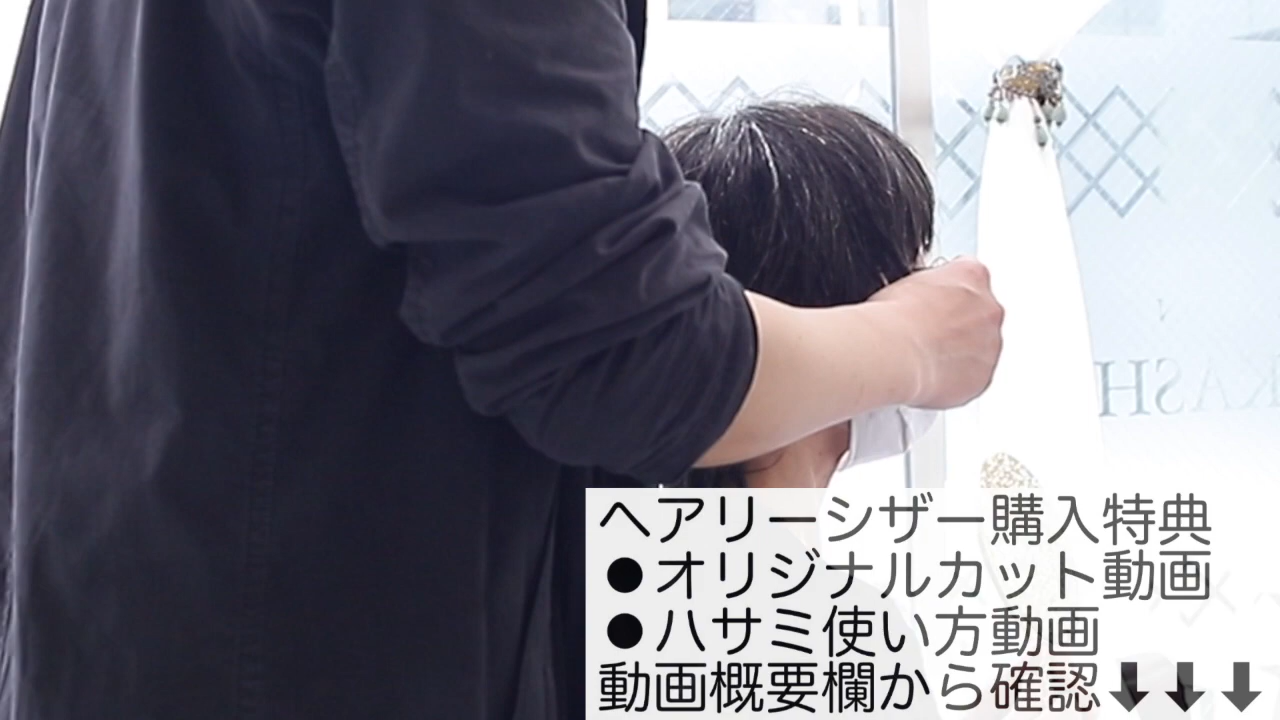 KASH
ヘアリーシザー購入特典
●オリジナルカット動画
●ハサミ使い方動画
動画概要欄から確認⬇⬇⬇